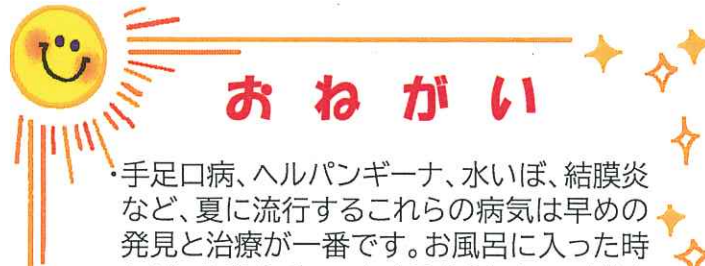 おねがい
・手足口病、ヘルパンギーナ、水いぼ、結膜炎
など、夏に流行するこれらの病気は早めの
発見と治療が一番です。お風呂に入った時